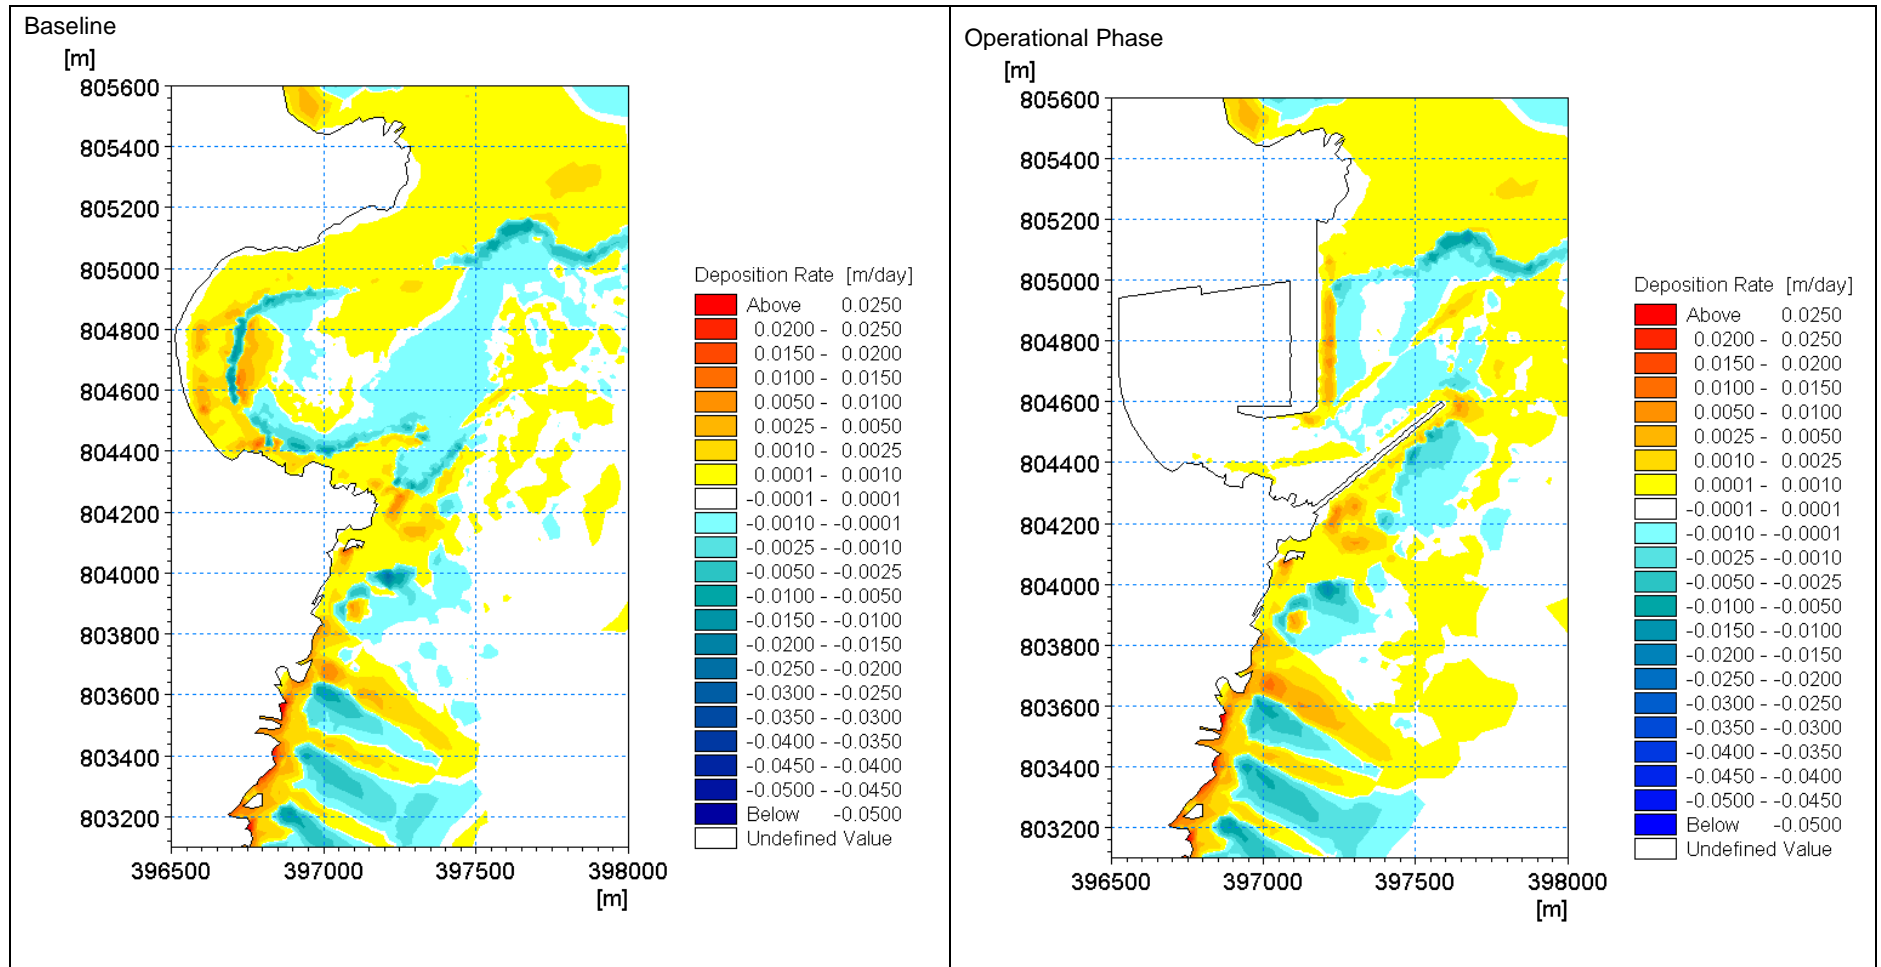 Baseline
[m]
805600
805400
805200
805000
804800
804600
804400
804200
804000
803800
803600
803400
803200
396500 397000 397500 398000
[m]
Deposition Rate [m/day]
Above 0.0250
0.0200 - 0.0250
0.0150 - 0.0200
0.0100 - 0.0150
0.0050 - 0.0100
0.0025 - 0.0050
0.0010 - 0.0025
0.0001 - 0.0010
-0.0001 - 0.0001
-0.0010 - -0.0001
-0.0025 - -0.0010
-0.0050 - -0.0025
-0.0100 - -0.0050
-0.0150 - -0.0100
-0.0200 - -0.0150
-0.0250 - -0.0200
-0.0300 - -0.0250
-0.0350 - -0.0300
-0.0400 - -0.0350
-0.0450 - -0.0400
-0.0500 - -0.0450
Below -0.0500
Undefined Value
Operational Phase
[m]
805600
805400
805200
805000
804800
804600
804400
804200
804000
803800
803600
803400
803200
396500 397000 397500 398000
[m]
Deposition Rate [m/day]
Above 0.0250
0.0200 - 0.0250
0.0150 - 0.0200
0.0100 - 0.0150
0.0050 - 0.0100
0.0025 - 0.0050
0.0010 - 0.0025
0.0001 - 0.0010
-0.0001 - 0.0001
-0.0010 - -0.0001
-0.0025 - -0.0010
-0.0050 - -0.0025
-0.0100 - -0.0050
-0.0150 - -0.0100
-0.0200 - -0.0150
-0.0250 - -0.0200
-0.0300 - -0.0250
-0.0350 - -0.0300
-0.0400 - -0.0350
-0.0450 - -0.0400
-0.0500 - -0.0450
Below -0.0500
Undefined Value